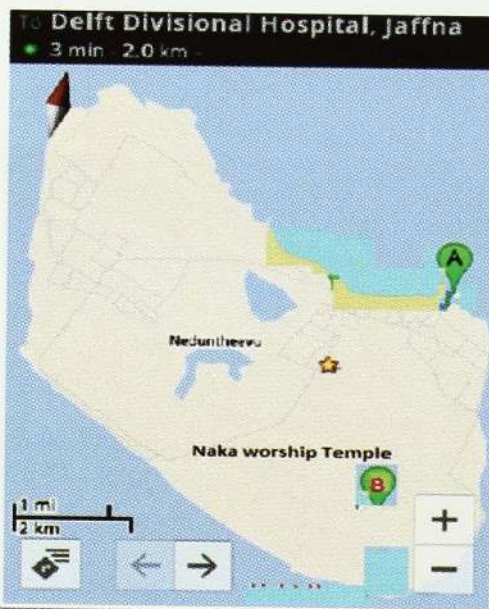 To Delft Divisional Hospital, Jaffna
3 min - 2.0 km -
A
Neduntheevu
Naka worship Temple
B
1 mi
2 km
+
−